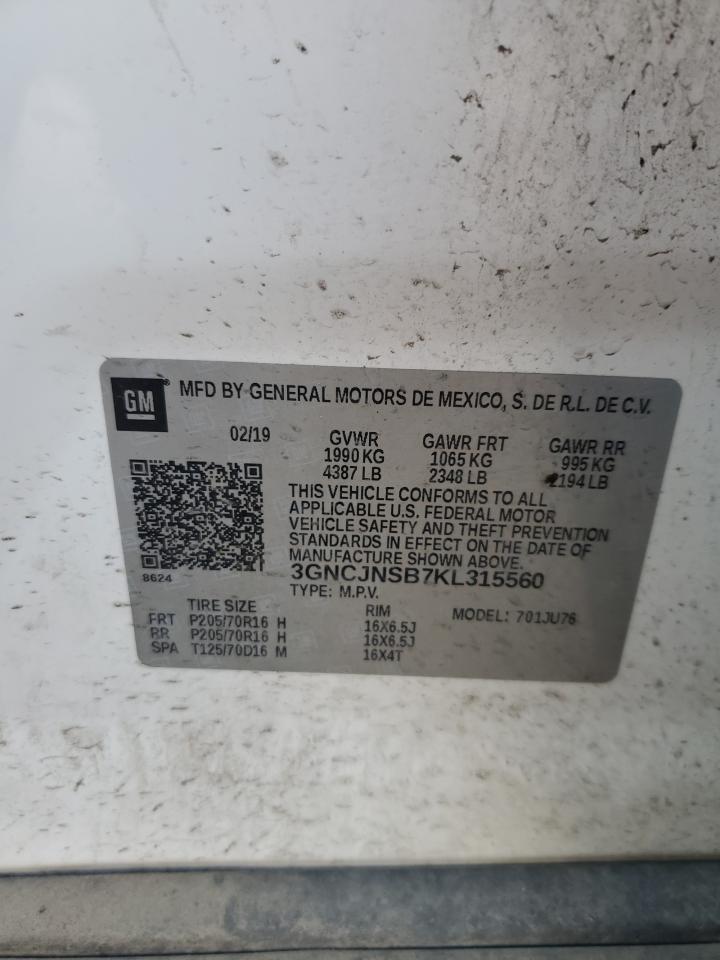 GM® MFD BY GENERAL MOTORS DE MEXICO, S. DE R.L. DE C.V.
02/19 GVWR GAWR FRT GAWR RR
1990 KG 1065 KG 995 KG
4387 LB 2348 LB 2194 LB
THIS VEHICLE CONFORMS TO ALL
APPLICABLE U.S. FEDERAL MOTOR
VEHICLE SAFETY AND THEFT PREVENTION
STANDARDS IN EFFECT ON THE DATE OF
MANUFACTURE SHOWN ABOVE.
8624 3GNCJNSB7KL315560
TYPE: M.P.V.
TIRE SIZE RIM MODEL: 701JU76
FRT P205/70R16 H 16X6.5J
RR P205/70R16 H 16X6.5J
SPA T125/70D16 M 16X4T